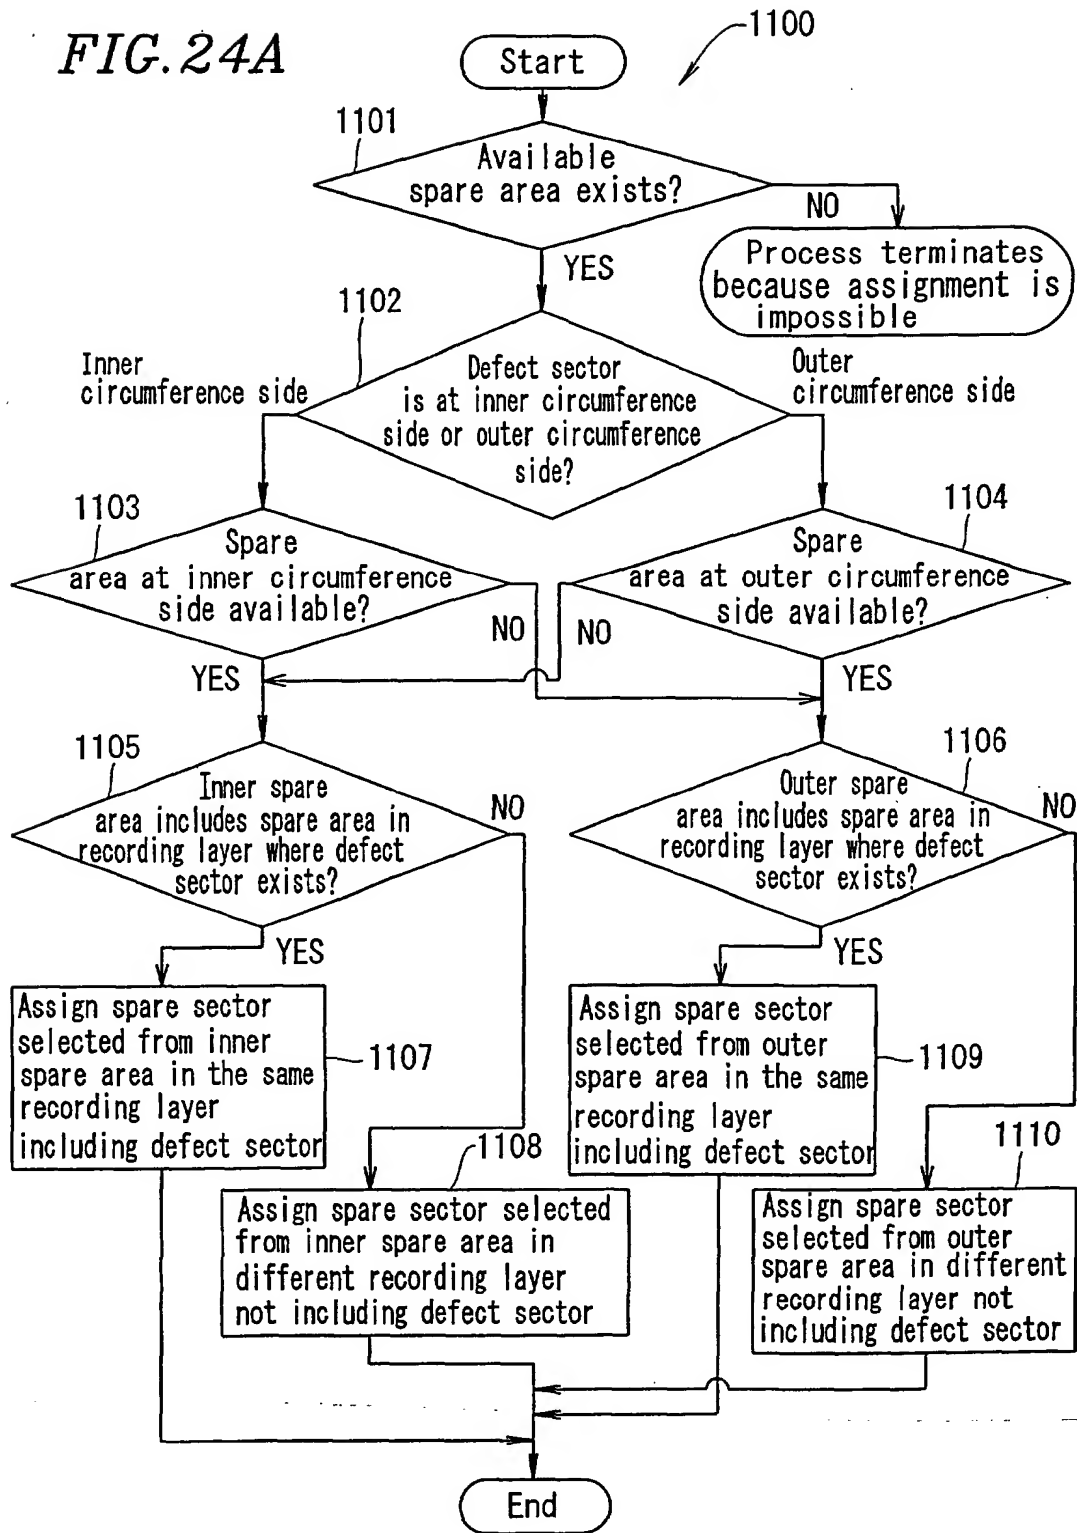 FIG. 24A
1100
Start
1101
Available
spare area exists?
NO
Process terminates
because assignment is
impossible
YES
1102
Inner
circumference side
Defect sector
is at inner circumference
side or outer circumference
side?
Outer
circumference side
1103
Spare
area at inner circumference
side available?
1104
Spare
area at outer circumference
side available?
NO
NO
YES
YES
1105
Inner spare
area includes spare area in
recording layer where defect
sector exists?
NO
1106
Outer spare
area includes spare area in
recording layer where defect
sector exists?
NO
YES
YES
Assign spare sector
selected from inner
spare area in the same
recording layer
including defect sector
1107
Assign spare sector
selected from outer
spare area in the same
recording layer
including defect sector
1109
1108
Assign spare sector selected
from inner spare area in
different recording layer
not including defect sector
1110
Assign spare sector
selected from outer
spare area in different
recording layer not
including defect sector
End